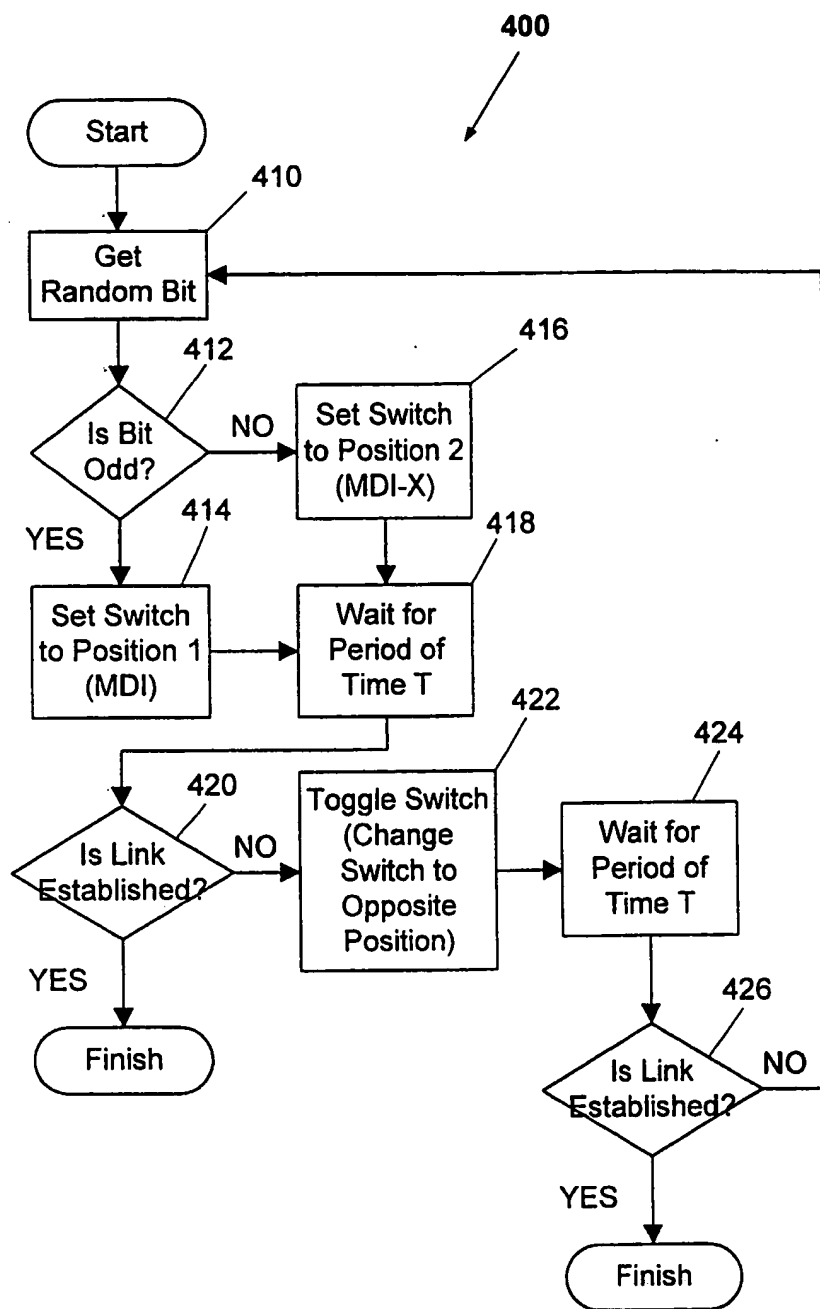 400
Start
410
Get
Random Bit
412
416
Is Bit
Odd?
NO
Set Switch
to Position 2
(MDI-X)
YES
414
418
Set Switch
to Position 1
(MDI)
Wait for
Period of
Time T
422
420
424
Is Link
Established?
NO
Toggle Switch
(Change
Switch to
Opposite
Position)
Wait for
Period of
Time T
YES
Finish
426
Is Link
Established?
NO
YES
Finish